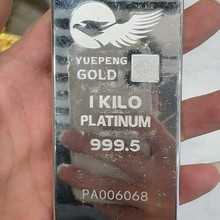 YUEPENG
GOLD
1 KILO
PLATINUM
999.5
PA006068